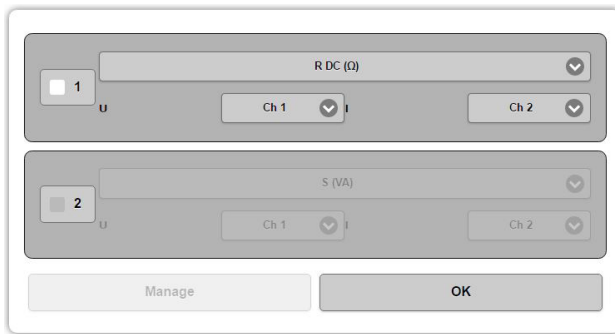 R DC (Ω)
1
U Ch 1 I Ch 2
S (VA)
2
U Ch 1 I Ch 2
Manage OK